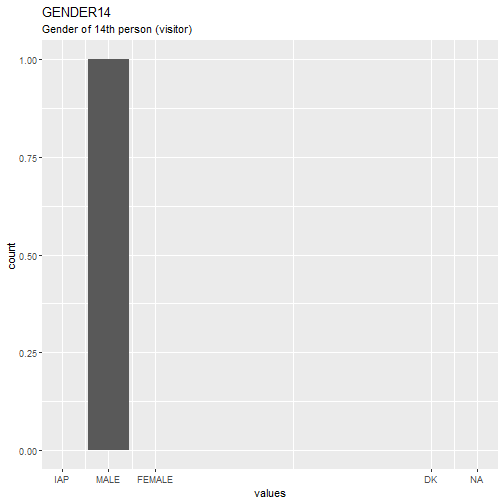 GENDER14
Gender of 14th person (visitor)
1.00
0.75
0.50
0.25
0.00
count
IAP MALE FEMALE DK NA
values